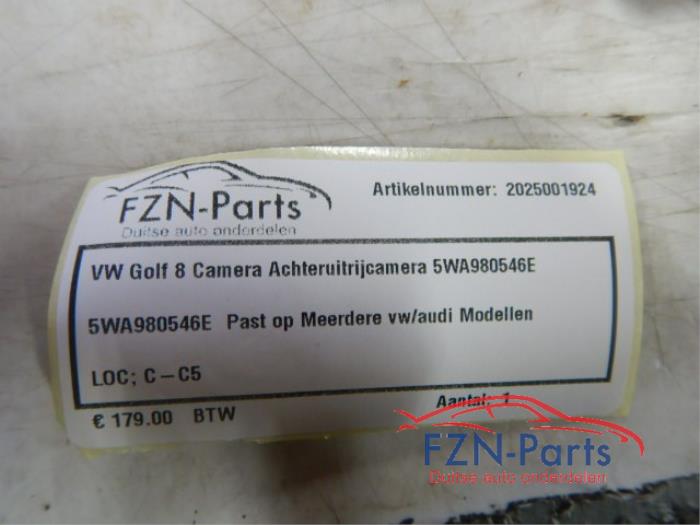 FZN-Parts
Duitse auto onderdelen
Artikelnummer: 2025001924
VW Golf 8 Camera Achteruitrijcamera 5WA980546E
5WA980546E Past op Meerdere vw/audi Modellen
LOC; C-C5
€ 179.00 BTW
Aantal: 1
FZN-Parts
Duitse auto onderdelen